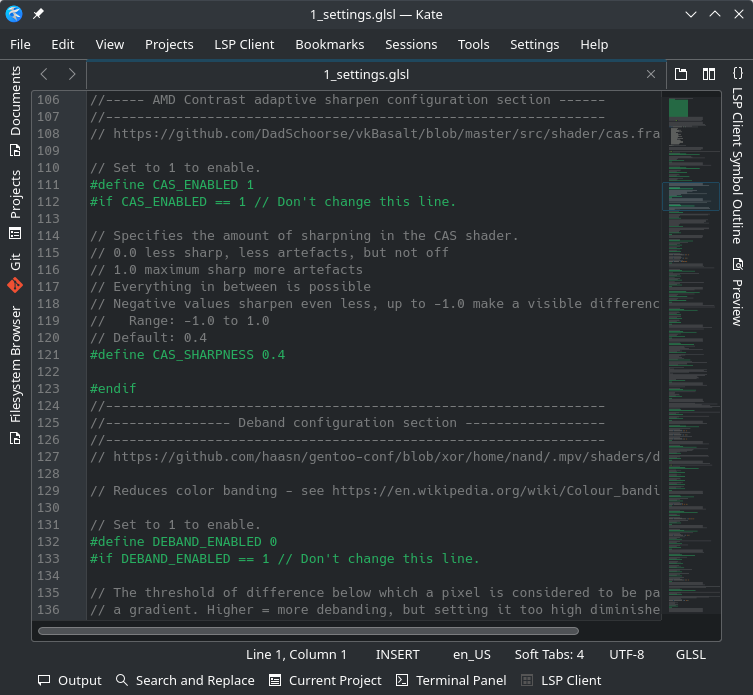 1_settings.glsl — Kate
File Edit View Projects LSP Client Bookmarks Sessions Tools Settings Help
1_settings.glsl
Documents
Projects
Git
Filesystem Browser
106 //----- AMD Contrast adaptive sharpen configuration section ------
107 //----------------------------------------------------------------
108 // https://github.com/DadSchoorse/vkBasalt/blob/master/src/shader/cas.fra
109
110 // Set to 1 to enable.
111 #define CAS_ENABLED 1
112 #if CAS_ENABLED == 1 // Don't change this line.
113
114 // Specifies the amount of sharpning in the CAS shader.
115 // 0.0 less sharp, less artefacts, but not off
116 // 1.0 maximum sharp more artefacts
117 // Everything in between is possible
118 // Negative values sharpen even less, up to -1.0 make a visible differenc
119 //   Range: -1.0 to 1.0
120 // Default: 0.4
121 #define CAS_SHARPNESS 0.4
122
123 #endif
124 //----------------------------------------------------------------
125 //---------------- Deband configuration section ------------------
126 //--------------------------------------------------------------
127 // https://github.com/haasn/gentoo-conf/blob/xor/home/nand/.mpv/shaders/d
128
129 // Reduces color banding - see https://en.wikipedia.org/wiki/Colour_bandi
130
131 // Set to 1 to enable.
132 #define DEBAND_ENABLED 0
133 #if DEBAND_ENABLED == 1 // Don't change this line.
134
135 // The threshold of difference below which a pixel is considered to be pa
136 // a gradient. Higher = more debanding, but setting it too high diminishe
LSP Client Symbol Outline
Preview
Line 1, Column 1 INSERT en_US Soft Tabs: 4 UTF-8 GLSL
Output Search and Replace Current Project Terminal Panel LSP Client